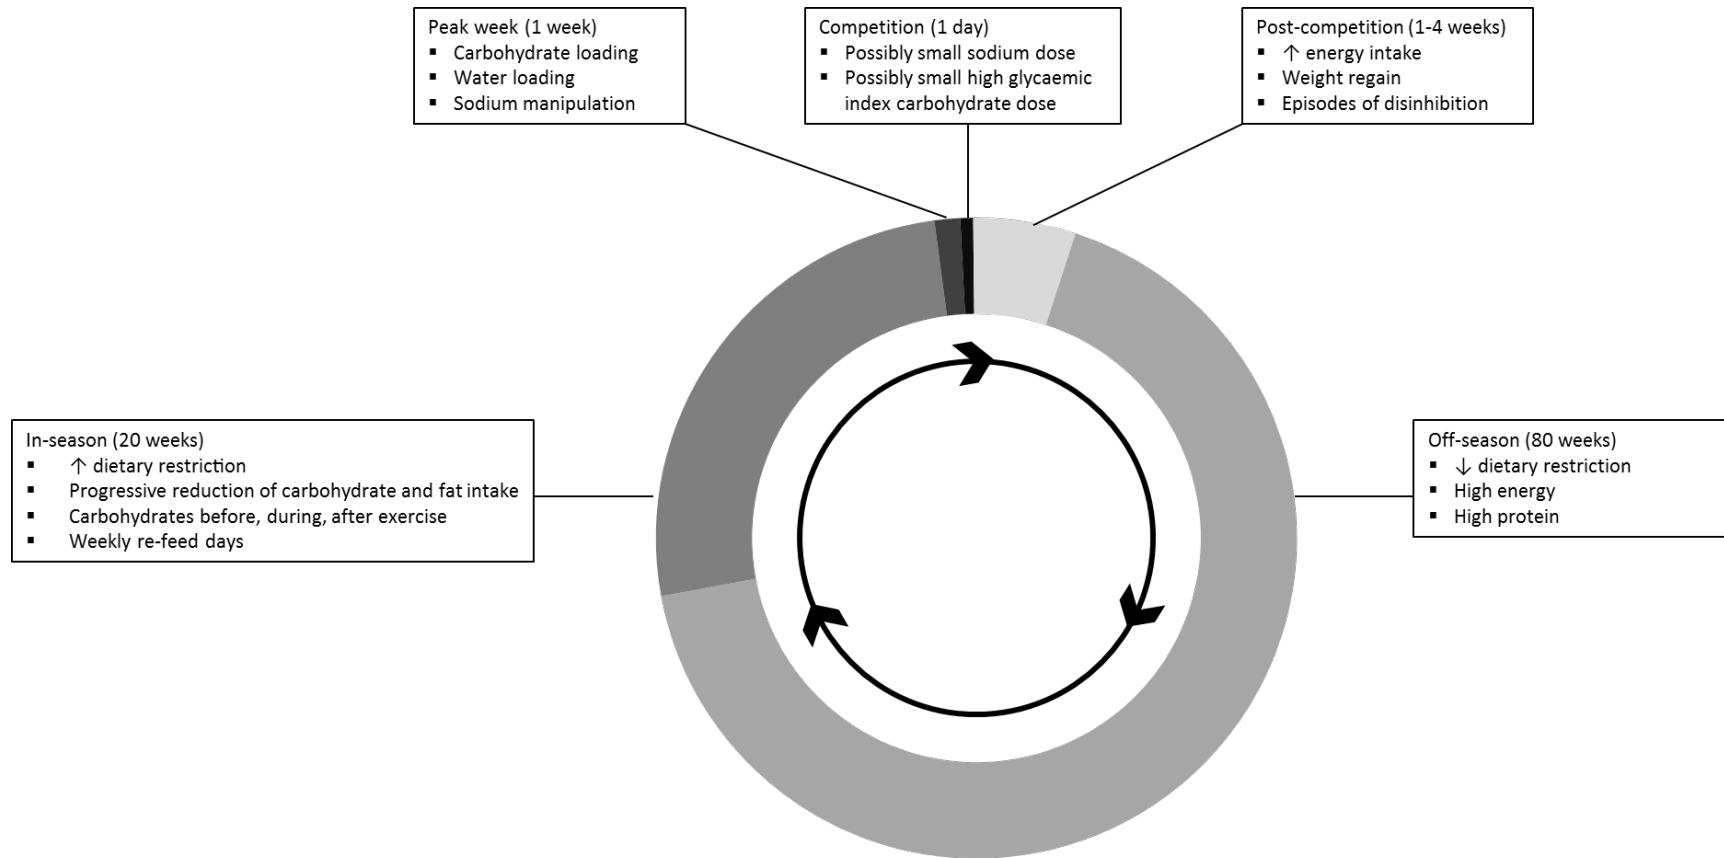 Peak week (1 week)
▪ Carbohydrate loading
▪ Water loading
▪ Sodium manipulation
Competition (1 day)
▪ Possibly small sodium dose
▪ Possibly small high glycaemic
index carbohydrate dose
Post-competition (1-4 weeks)
▪ ↑ energy intake
▪ Weight regain
▪ Episodes of disinhibition
In-season (20 weeks)
▪ ↑ dietary restriction
▪ Progressive reduction of carbohydrate and fat intake
▪ Carbohydrates before, during, after exercise
▪ Weekly re-feed days
Off-season (80 weeks)
▪ ↓ dietary restriction
▪ High energy
▪ High protein